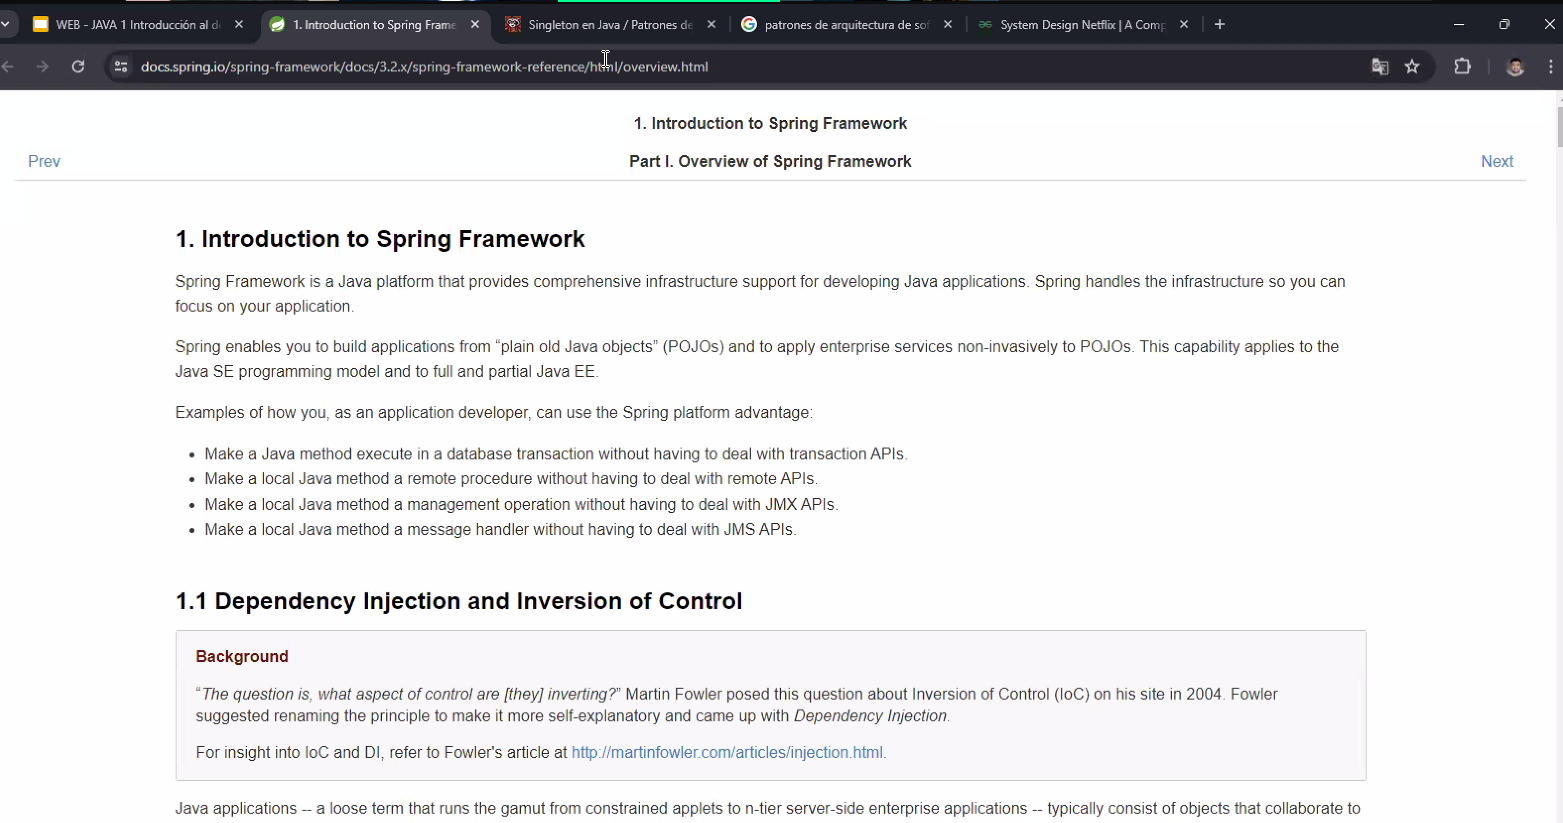 WEB - JAVA 1 Introducción al d
1. Introduction to Spring Frame
Singleton en Java / Patrones de
patrones de arquitectura de sof
System Design Netflix | A Comp
docs.spring.io/spring-framework/docs/3.2.x/spring-framework-reference/html/overview.html
1. Introduction to Spring Framework
Prev
Part I. Overview of Spring Framework
Next
1. Introduction to Spring Framework
Spring Framework is a Java platform that provides comprehensive infrastructure support for developing Java applications. Spring handles the infrastructure so you can
focus on your application.
Spring enables you to build applications from “plain old Java objects” (POJOs) and to apply enterprise services non-invasively to POJOs. This capability applies to the
Java SE programming model and to full and partial Java EE.
Examples of how you, as an application developer, can use the Spring platform advantage:
• Make a Java method execute in a database transaction without having to deal with transaction APIs.
• Make a local Java method a remote procedure without having to deal with remote APIs.
• Make a local Java method a management operation without having to deal with JMX APIs.
• Make a local Java method a message handler without having to deal with JMS APIs.
1.1 Dependency Injection and Inversion of Control
Background
“The question is, what aspect of control are [they] inverting?” Martin Fowler posed this question about Inversion of Control (IoC) on his site in 2004. Fowler
suggested renaming the principle to make it more self-explanatory and came up with Dependency Injection.
For insight into IoC and DI, refer to Fowler's article at http://martinfowler.com/articles/injection.html.
Java applications -- a loose term that runs the gamut from constrained applets to n-tier server-side enterprise applications -- typically consist of objects that collaborate to